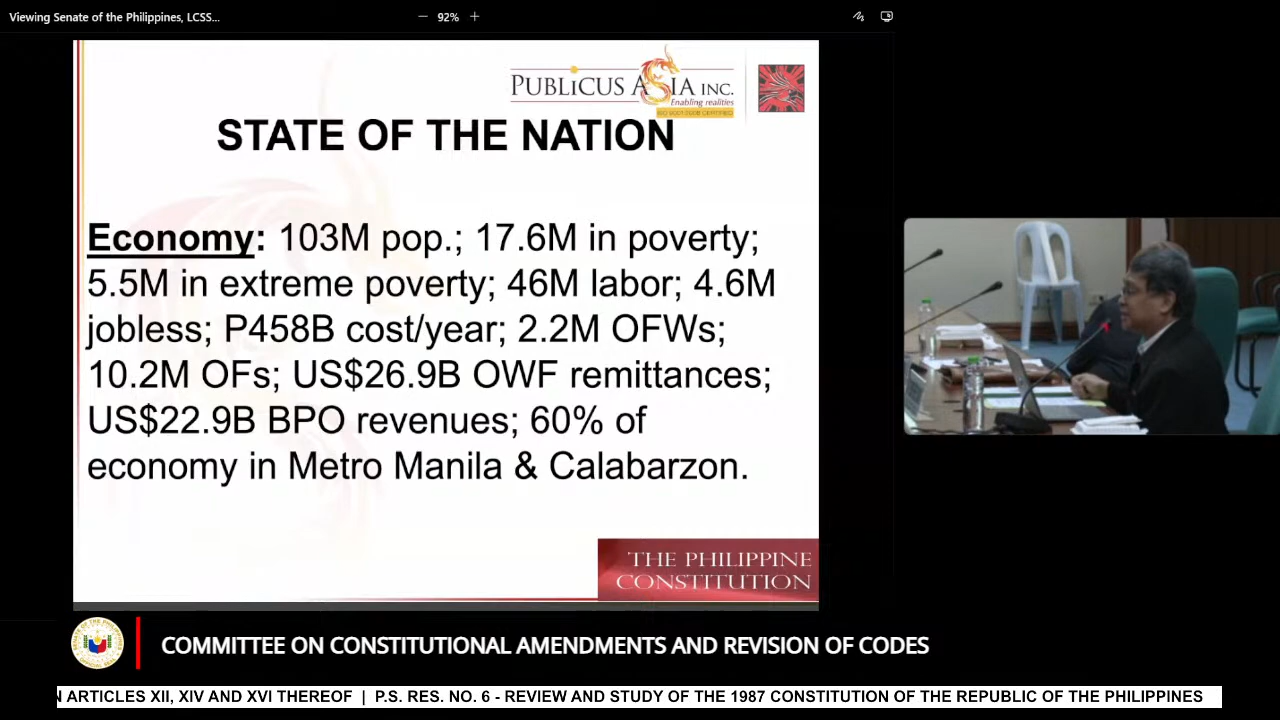 Viewing Senate of the Philippines, LCSS...
92%
PUBLiCUS ASIA INC.
Enabling realities
STATE OF THE NATION
Economy: 103M pop.; 17.6M in poverty;
5.5M in extreme poverty; 46M labor; 4.6M
jobless; P458B cost/year; 2.2M OFWs;
10.2M OFs; US$26.9B OWF remittances;
US$22.9B BPO revenues; 60% of
economy in Metro Manila & Calabarzon.
THE PHILIPPINE
CONSTITUTION
COMMITTEE ON CONSTITUTIONAL AMENDMENTS AND REVISION OF CODES
N ARTICLES XII, XIV AND XVI THEREOF | P.S. RES. NO. 6 - REVIEW AND STUDY OF THE 1987 CONSTITUTION OF THE REPUBLIC OF THE PHILIPPINES